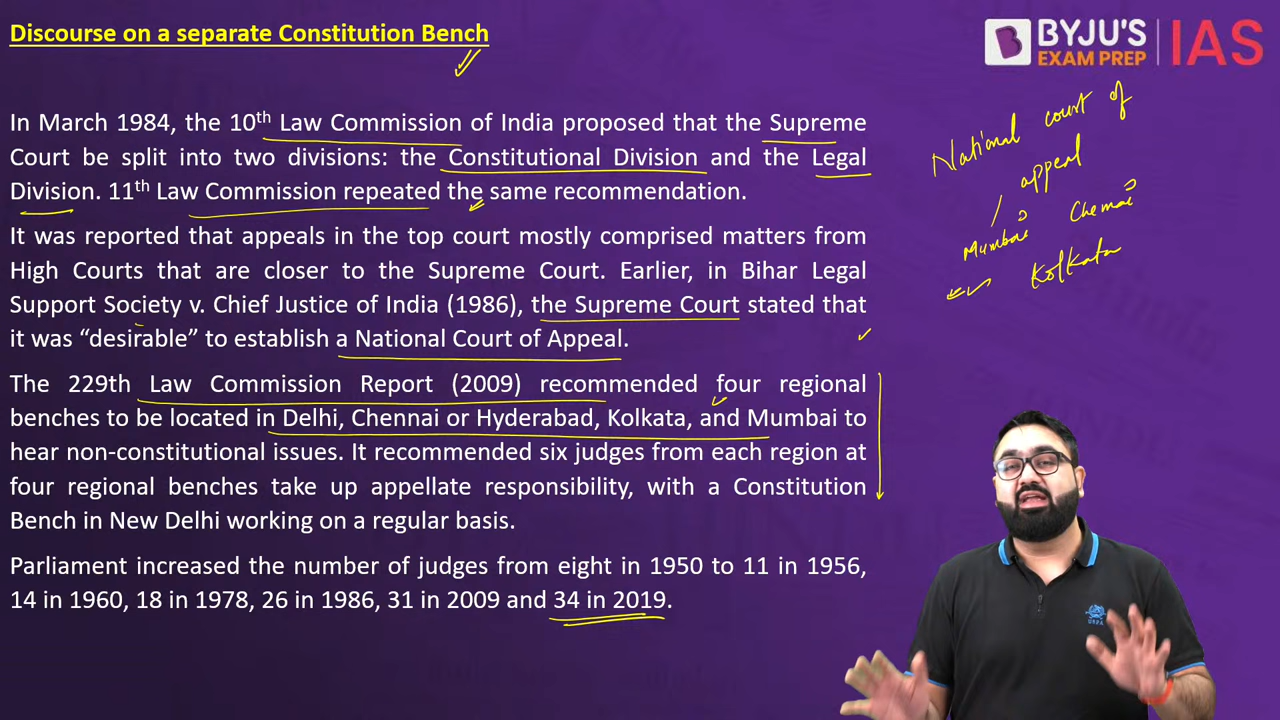 Discourse on a separate Constitution Bench
BYJU'S
EXAM PREP
IAS
In March 1984, the 10th Law Commission of India proposed that the Supreme
Court be split into two divisions: the Constitutional Division and the Legal
Division. 11th Law Commission repeated the same recommendation.
It was reported that appeals in the top court mostly comprised matters from
High Courts that are closer to the Supreme Court. Earlier, in Bihar Legal
Support Society v. Chief Justice of India (1986), the Supreme Court stated that
it was “desirable” to establish a National Court of Appeal.
The 229th Law Commission Report (2009) recommended four regional
benches to be located in Delhi, Chennai or Hyderabad, Kolkata, and Mumbai to
hear non-constitutional issues. It recommended six judges from each region at
four regional benches take up appellate responsibility, with a Constitution
Bench in New Delhi working on a regular basis.
Parliament increased the number of judges from eight in 1950 to 11 in 1956,
14 in 1960, 18 in 1978, 26 in 1986, 31 in 2009 and 34 in 2019.
National court of
appeal
Mumbai
Chennai
Kolkata